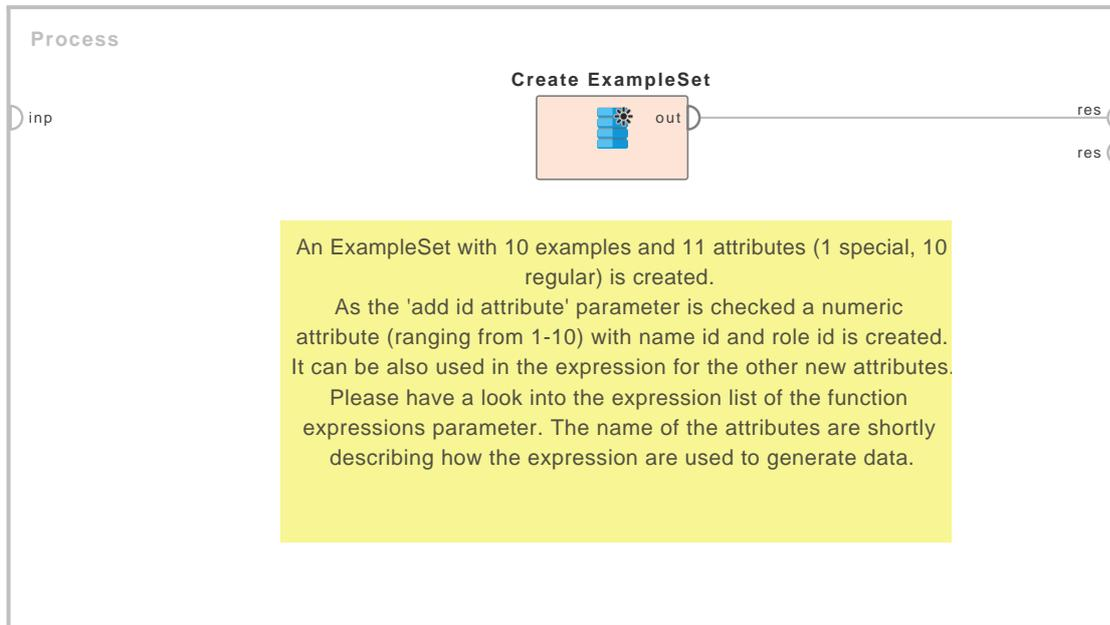 Process
Create ExampleSet
inp
out
res
res
An ExampleSet with 10 examples and 11 attributes (1 special, 10
regular) is created.
As the 'add id attribute' parameter is checked a numeric
attribute (ranging from 1-10) with name id and role id is created.
It can be also used in the expression for the other new attributes.
Please have a look into the expression list of the function
expressions parameter. The name of the attributes are shortly
describing how the expression are used to generate data.